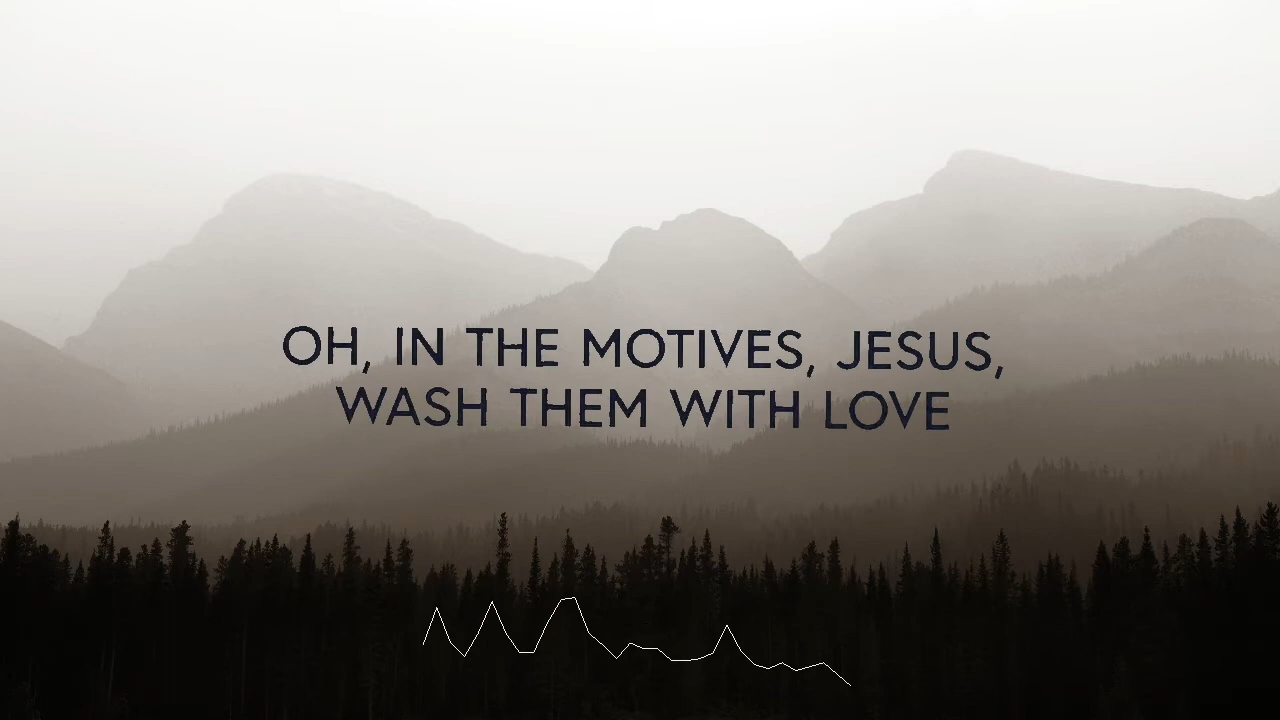 OH, IN THE MOTIVES, JESUS,
WASH THEM WITH LOVE